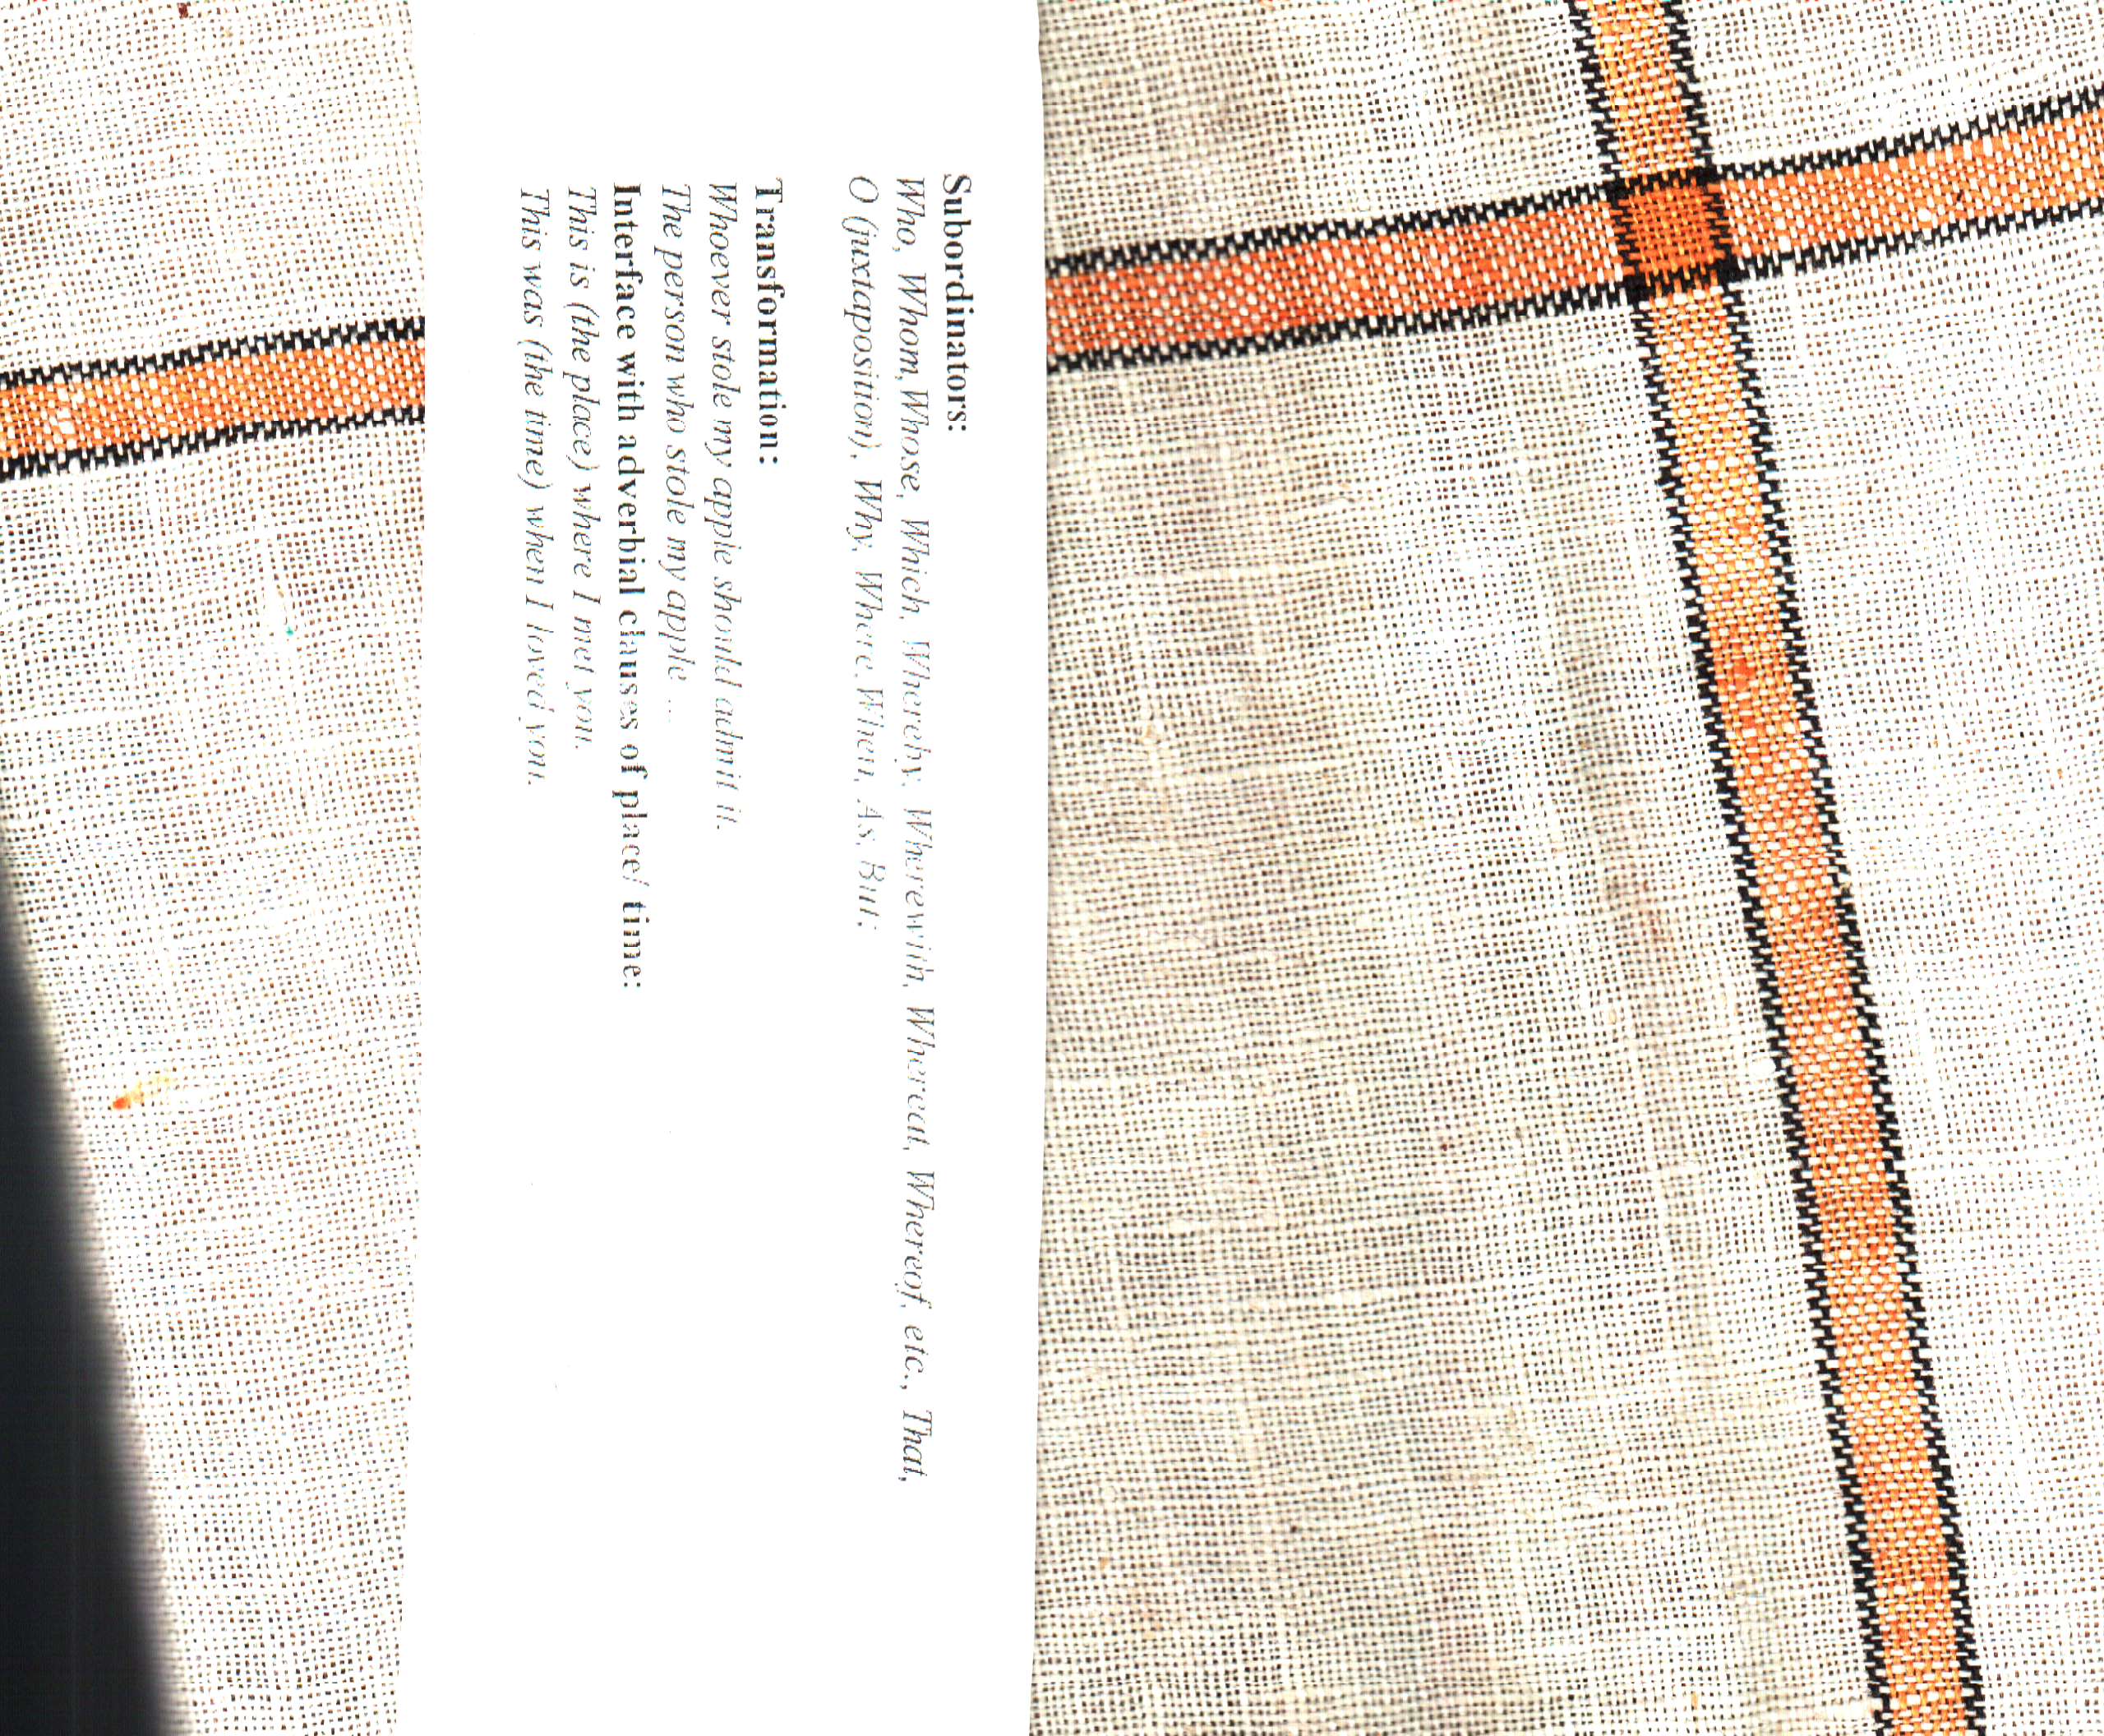 Subordinators:
Who, Whom, Whose, Which, Whereby, Wherewith, Whereat, Whereof, etc., That,
O (juxtaposition), Why, Where, When, As, But;
Transformation:
Whoever stole my apple should admit it.
The person who stole my apple ...
Interface with adverbial clauses of place/ time:
This is (the place) where I met you.
This was (the time) when I loved you.